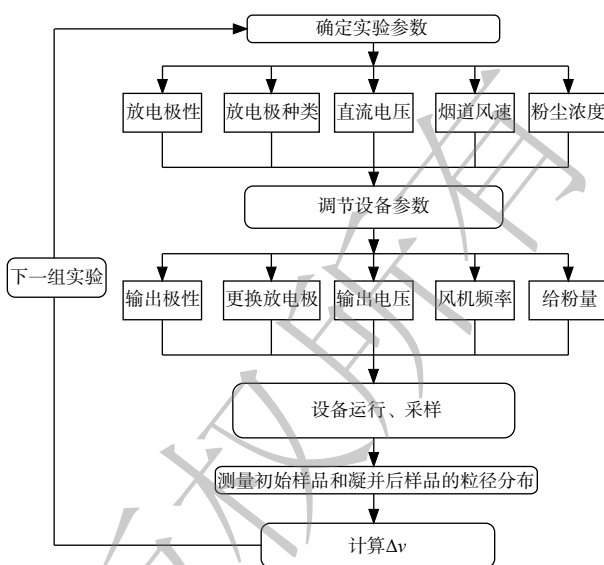 确定实验参数
放电极性 放电极种类 直流电压 烟道风速 粉尘浓度
调节设备参数
下一组实验
输出极性 更换放电极 输出电压 风机频率 给粉量
设备运行、采样
测量初始样品和凝并后样品的粒径分布
计算Δv
版权所有